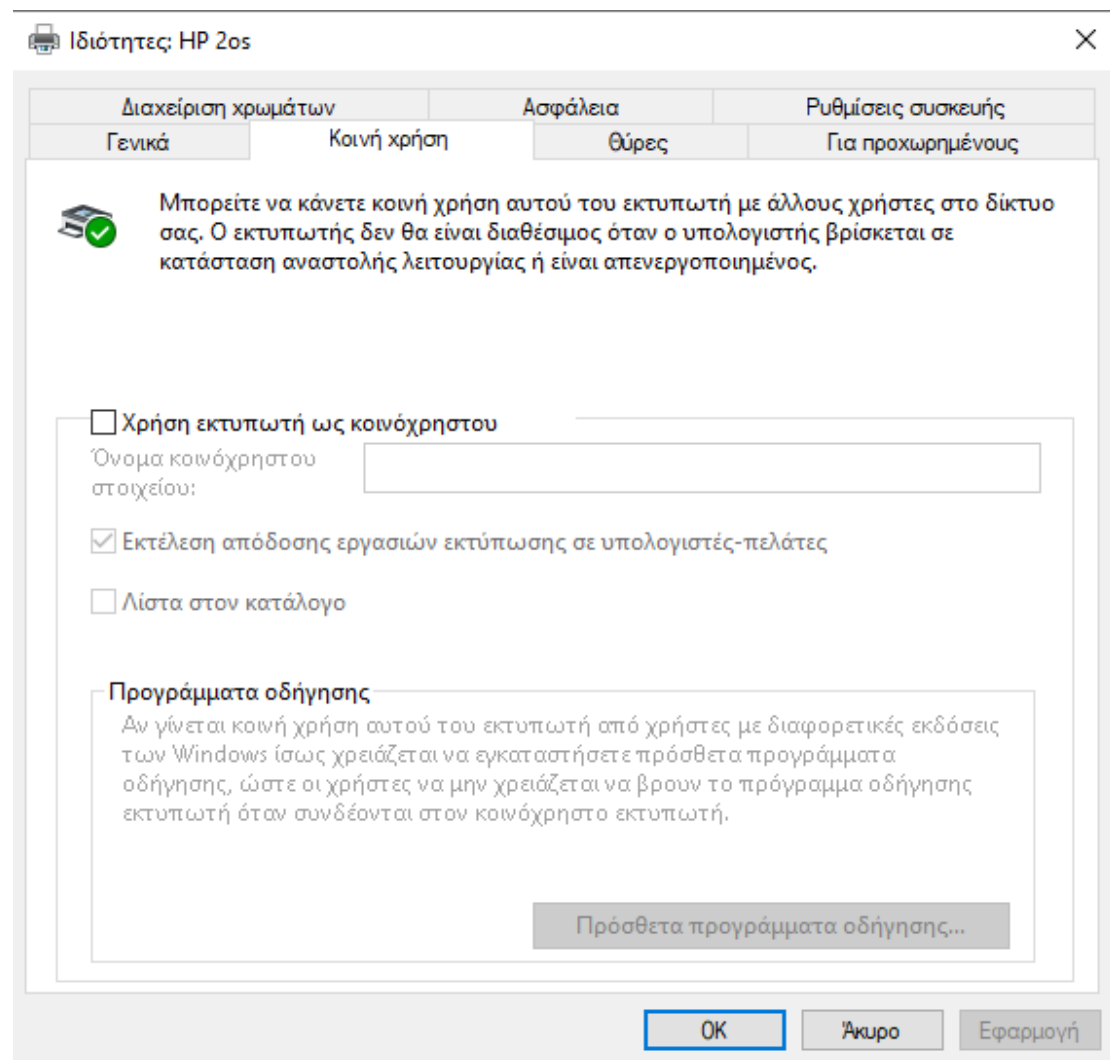 Ιδιότητες: HP 2os
Διαχείριση χρωμάτων Ασφάλεια Ρυθμίσεις συσκευής
Γενικά Κοινή χρήση Θύρες Για προχωρημένους
Μπορείτε να κάνετε κοινή χρήση αυτού του εκτυπωτή με άλλους χρήστες στο δίκτυο
σας. Ο εκτυπωτής δεν θα είναι διαθέσιμος όταν ο υπολογιστής βρίσκεται σε
κατάσταση αναστολής λειτουργίας ή είναι απενεργοποιημένος.
Χρήση εκτυπωτή ως κοινόχρηστου
Όνομα κοινόχρηστου
στοιχείου:
Εκτέλεση απόδοσης εργασιών εκτύπωσης σε υπολογιστές-πελάτες
Λίστα στον κατάλογο
Προγράμματα οδήγησης
Αν γίνεται κοινή χρήση αυτού του εκτυπωτή από χρήστες με διαφορετικές εκδόσεις
των Windows ίσως χρειάζεται να εγκαταστήσετε πρόσθετα προγράμματα
οδήγησης, ώστε οι χρήστες να μην χρειάζεται να βρουν το πρόγραμμα οδήγησης
εκτυπωτή όταν συνδέονται στον κοινόχρηστο εκτυπωτή.
Πρόσθετα προγράμματα οδήγησης...
OK Άκυρο Εφαρμογή